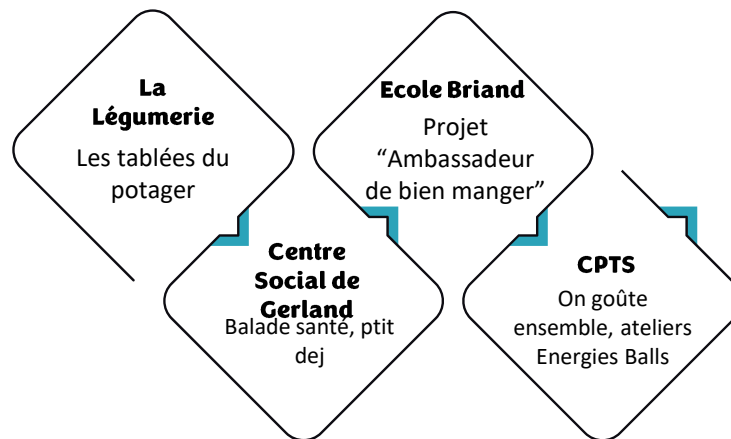 La
Légumerie
Les tablées du
potager
Ecole Briand
Projet
“Ambassadeur
de bien manger”
Centre
Social de
Gerland
Balade santé, ptit
dej
CPTS
On goûte
ensemble, ateliers
Energies Balls